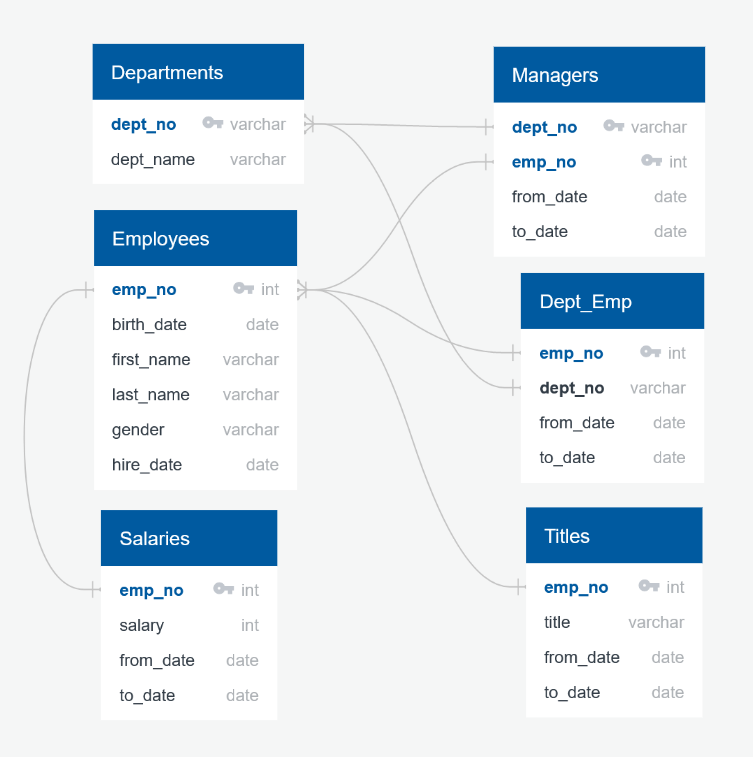 Departments
dept_no varchar
dept_name varchar
Employees
emp_no int
birth_date date
first_name varchar
last_name varchar
gender varchar
hire_date date
Salaries
emp_no int
salary int
from_date date
to_date date
Managers
dept_no varchar
emp_no int
from_date date
to_date date
Dept_Emp
emp_no int
dept_no varchar
from_date date
to_date date
Titles
emp_no int
title varchar
from_date date
to_date date